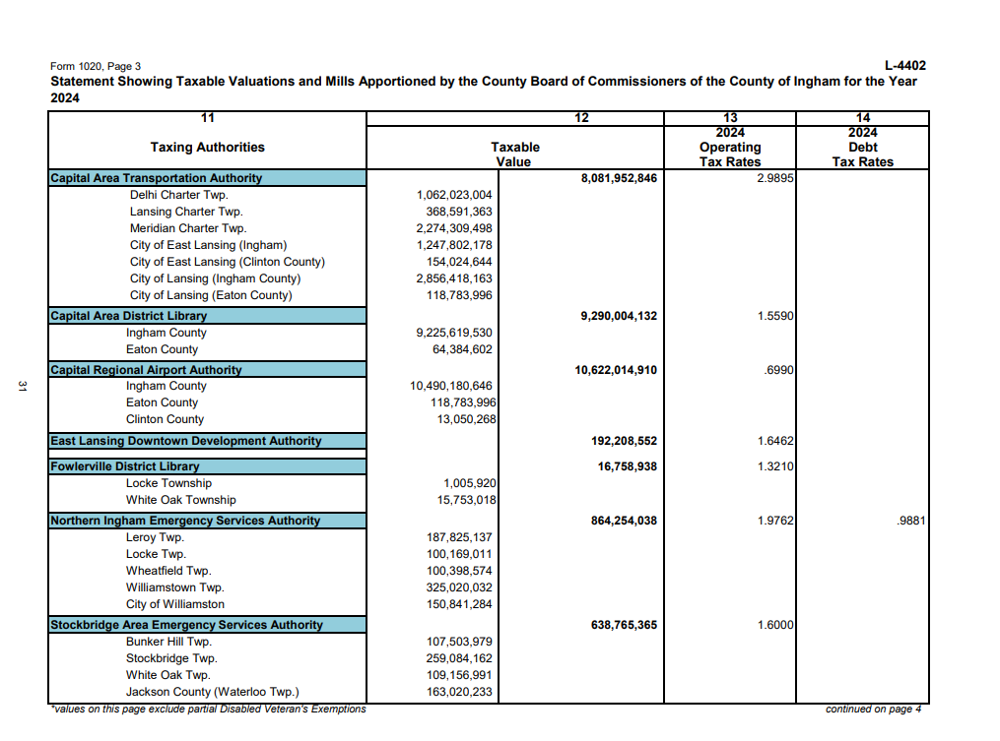 Form 1020, Page 3 L-4402
Statement Showing Taxable Valuations and Mills Apportioned by the County Board of Commissioners of the County of Ingham for the Year
2024
11 12 13 14
2024 2024
Taxing Authorities Taxable Operating Debt
Value Tax Rates Tax Rates
Capital Area Transportation Authority 8,081,952,846 2.9895
Delhi Charter Twp. 1,062,023,004
Lansing Charter Twp. 368,591,363
Meridian Charter Twp. 2,274,309,498
City of East Lansing (Ingham) 1,247,802,178
City of East Lansing (Clinton County) 154,024,644
City of Lansing (Ingham County) 2,856,418,163
City of Lansing (Eaton County) 118,783,996
Capital Area District Library 9,290,004,132 1.5590
Ingham County 9,225,619,530
Eaton County 64,384,602
Capital Regional Airport Authority 10,622,014,910 .6990
Ingham County 10,490,180,646
31
Eaton County 118,783,996
Clinton County 13,050,268
East Lansing Downtown Development Authority 192,208,552 1.6462
Fowlerville District Library 16,758,938 1.3210
Locke Township 1,005,920
White Oak Township 15,753,018
Northern Ingham Emergency Services Authority 864,254,038 1.9762 .9881
Leroy Twp. 187,825,137
Locke Twp. 100,169,011
Wheatfield Twp. 100,398,574
Williamstown Twp. 325,020,032
City of Williamston 150,841,284
Stockbridge Area Emergency Services Authority 638,765,365 1.6000
Bunker Hill Twp. 107,503,979
Stockbridge Twp. 259,084,162
White Oak Twp. 109,156,991
Jackson County (Waterloo Twp.) 163,020,233
*values on this page exclude partial Disabled Veteran's Exemptions continued on page 4